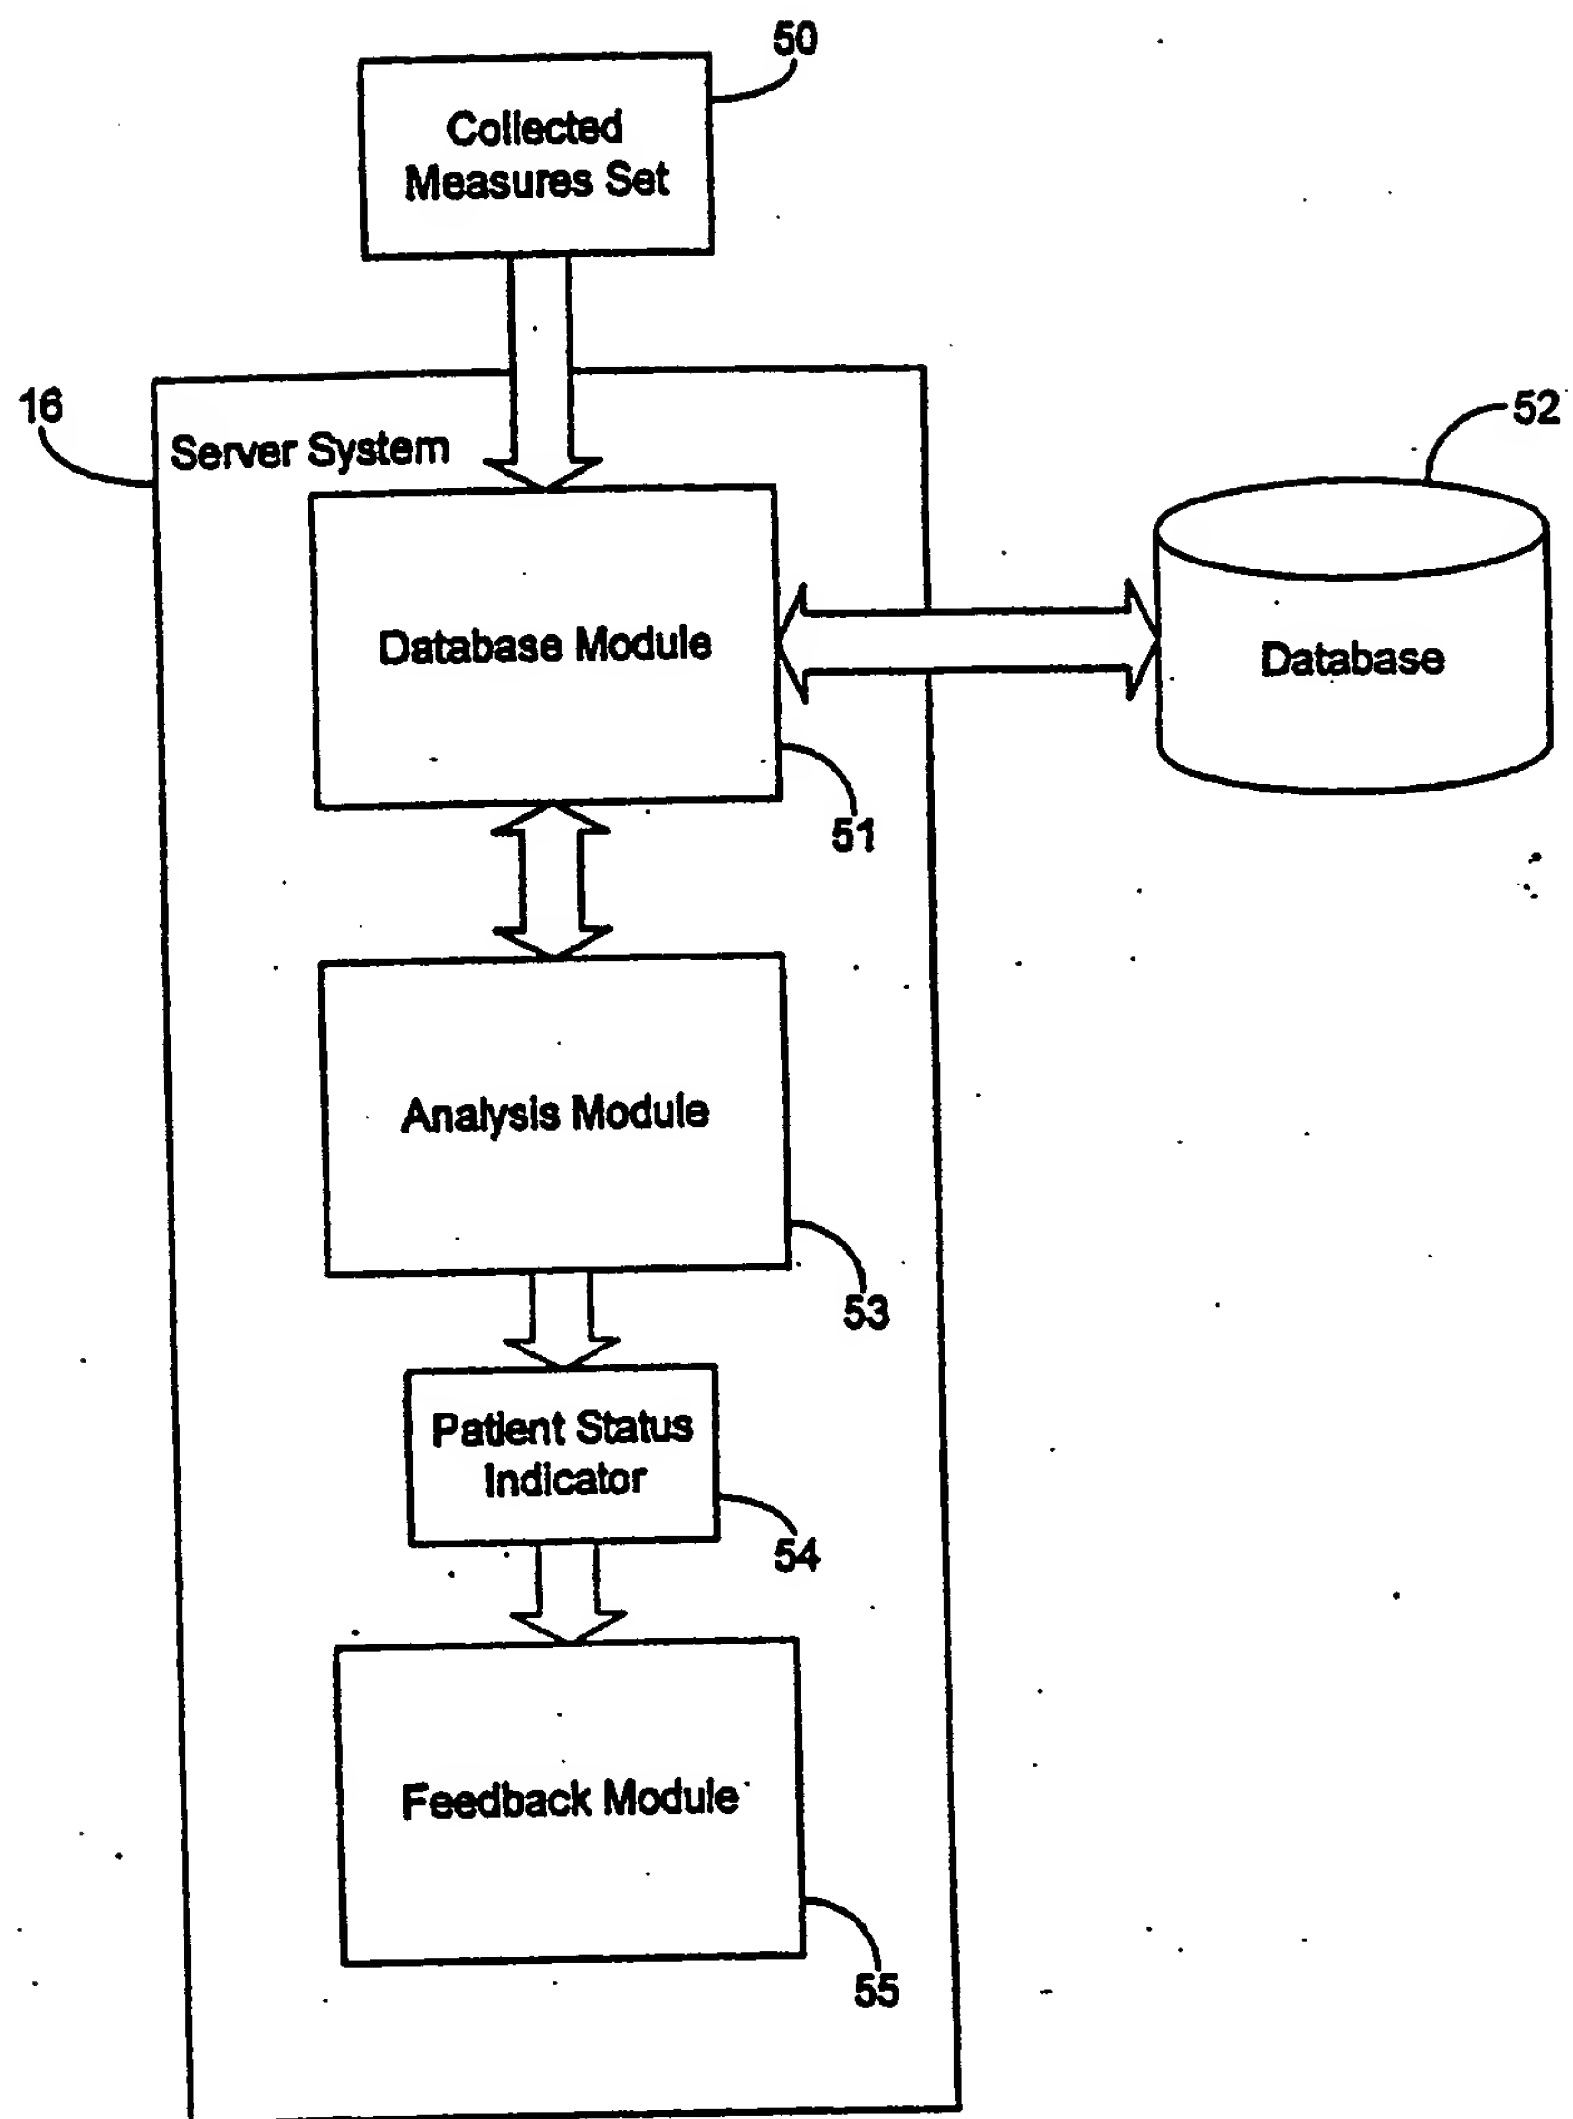 50
Collected
Measures Set
16
Server System
52
Database Module
Database
51
Analysis Module
53
Patient Status
Indicator
54
Feedback Module
55